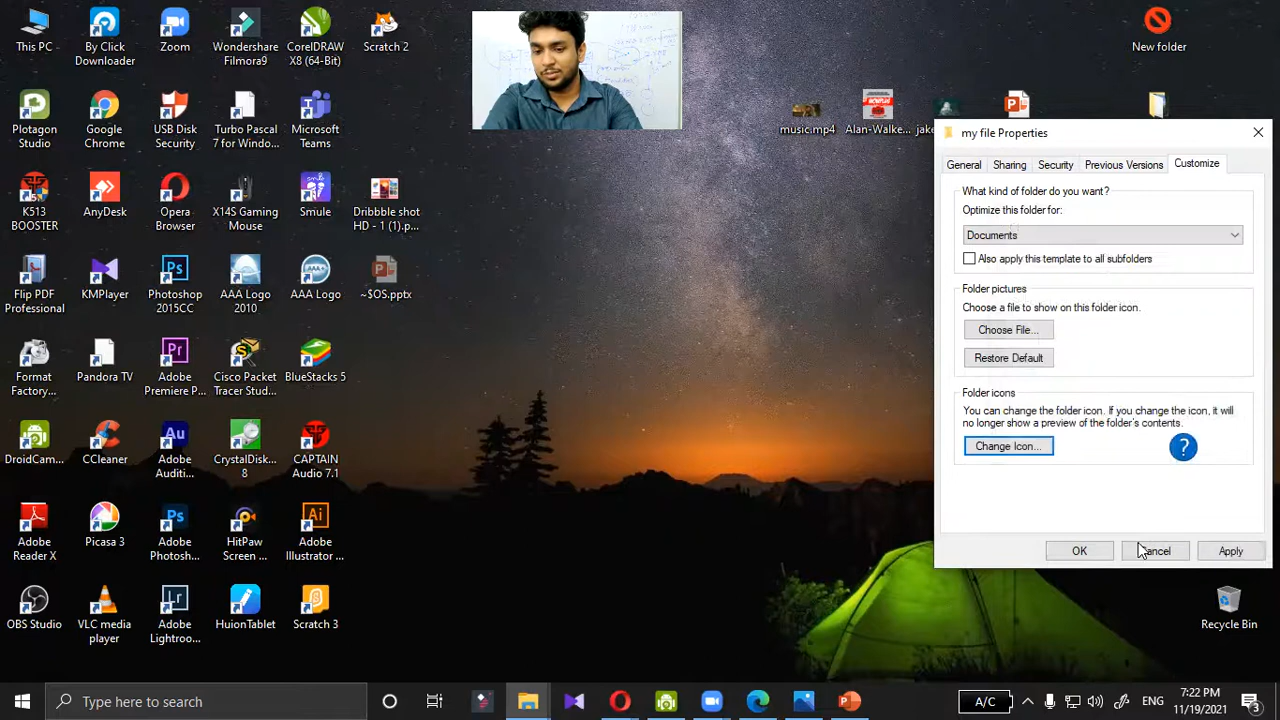 This PC
By Click
Downloader
Zoom
Wondershare
Filmora9
CorelDRAW
X8 (64-Bit)
Scratch 2
New folder
Plotagon
Studio
Google
Chrome
USB Disk
Security
Turbo Pascal
7 for Windo...
Microsoft
Teams
music.mp4
Alan-Walke...
jake
K513
BOOSTER
AnyDesk
Opera
Browser
X14S Gaming
Mouse
Smule
Dribbble shot
HD - 1 (1).p...
Flip PDF
Professional
KMPlayer
Photoshop
2015CC
AAA Logo
2010
AAA Logo
~$OS.pptx
Format
Factory...
Pandora TV
Adobe
Premiere P...
Cisco Packet
Tracer Stud...
BlueStacks 5
DroidCam...
CCleaner
Adobe
Auditi...
CrystalDisk...
8
CAPTAIN
Audio 7.1
Adobe
Reader X
Picasa 3
Adobe
Photosh...
HitPaw
Screen ...
Adobe
Illustrator ...
OBS Studio
VLC media
player
Adobe
Lightroo...
HuionTablet
Scratch 3
my file Properties
General
Sharing
Security
Previous Versions
Customize
What kind of folder do you want?
Optimize this folder for:
Documents
Also apply this template to all subfolders
Folder pictures
Choose a file to show on this folder icon.
Choose File...
Restore Default
Folder icons
You can change the folder icon. If you change the icon, it will
no longer show a preview of the folder's contents.
Change Icon...
OK
Cancel
Apply
Recycle Bin
Type here to search
A/C
ENG
7:22 PM
11/19/2021